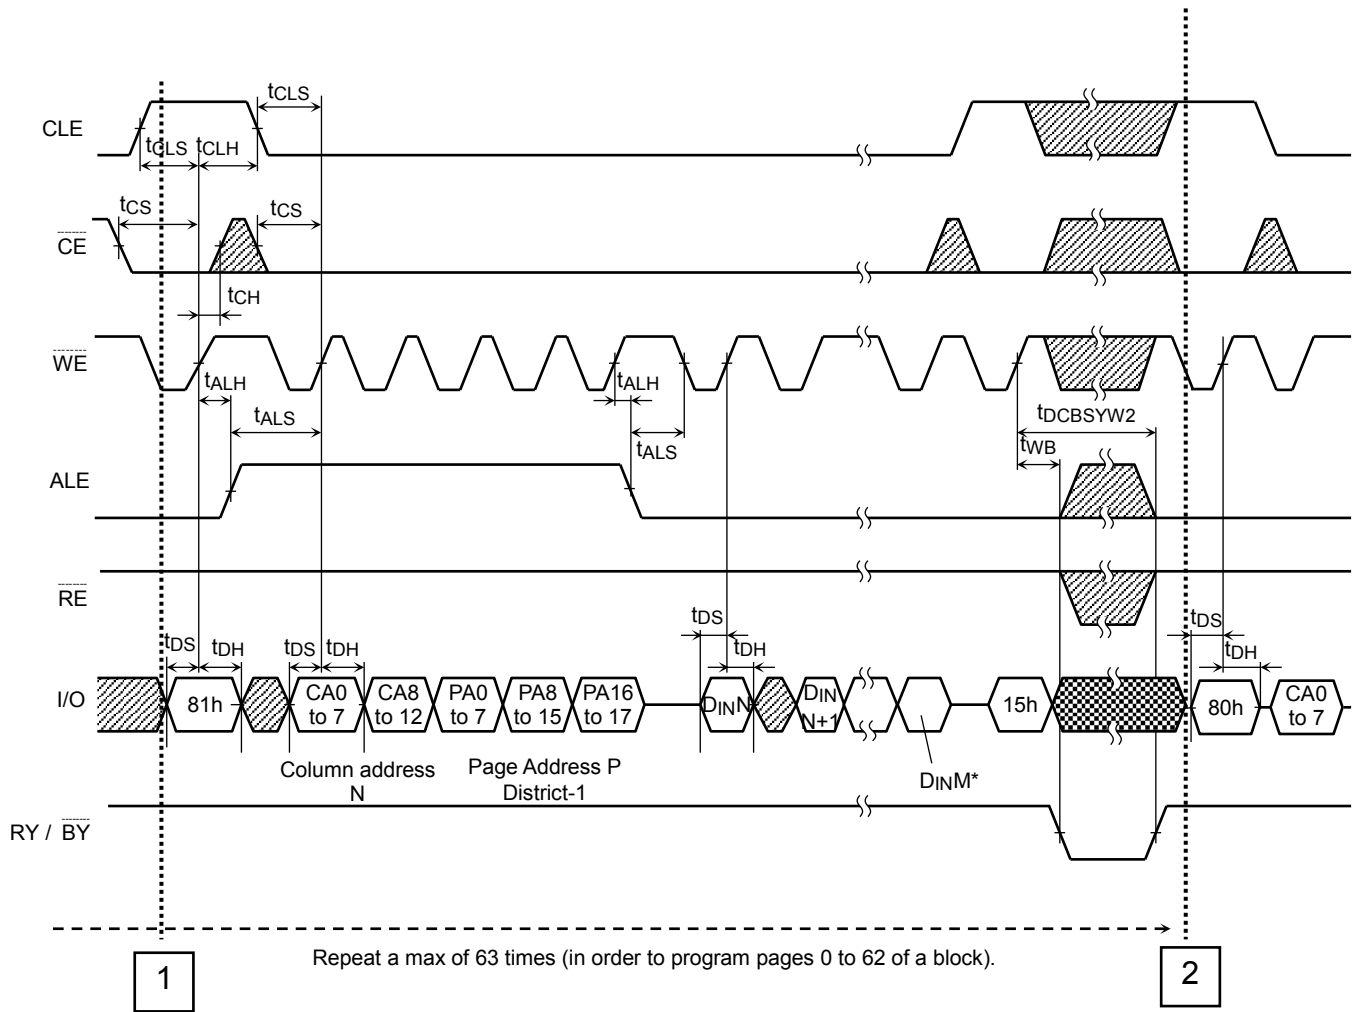 tCLS
CLE
tCLS tCLH
tCS tCS
CE
tCH
WE
tALH tALH
tALS tDCBSYW2
tALS tWB
ALE
RE
tDS tDH tDS tDH tDS tDH tDS tDH
I/O 81h CA0 to 7 CA8 to 12 PA0 to 7 PA8 to 15 PA16 to 17 DINN DIN N+1 15h 80h CA0 to 7
Column address N
Page Address P District-1
DINM*
RY / BY
Repeat a max of 63 times (in order to program pages 0 to 62 of a block).
1 2